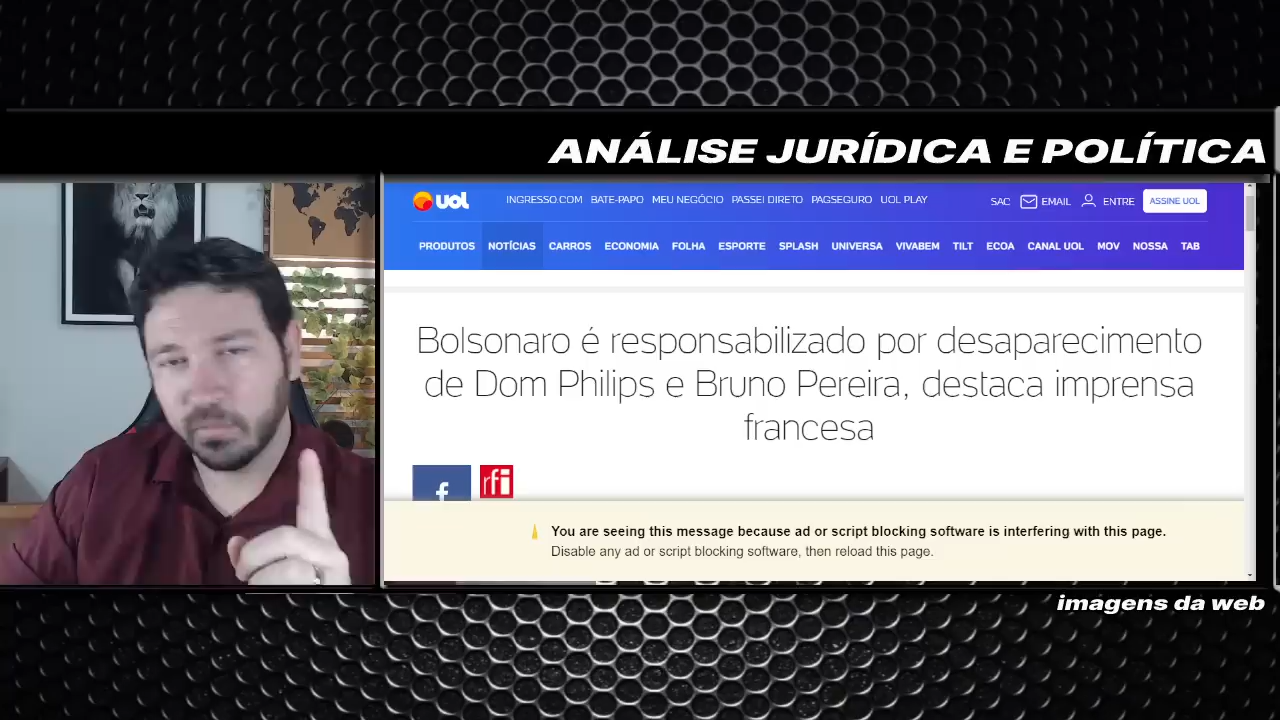 ANÁLISE JURÍDICA E POLÍTICA
uol
INGRESSO.COM BATE-PAPO MEU NEGÓCIO PASSEI DIRETO PAGSEGURO UOL PLAY
SAC EMAIL ENTRE ASSINE UOL
PRODUTOS NOTÍCIAS CARROS ECONOMIA FOLHA ESPORTE SPLASH UNIVERSA VIVABEM TILT ECOA CANAL UOL MOV NOSSA TAB
Bolsonaro é responsabilizado por desaparecimento
de Dom Philips e Bruno Pereira, destaca imprensa
francesa
f rfi
You are seeing this message because ad or script blocking software is interfering with this page.
Disable any ad or script blocking software, then reload this page.
imagens da web